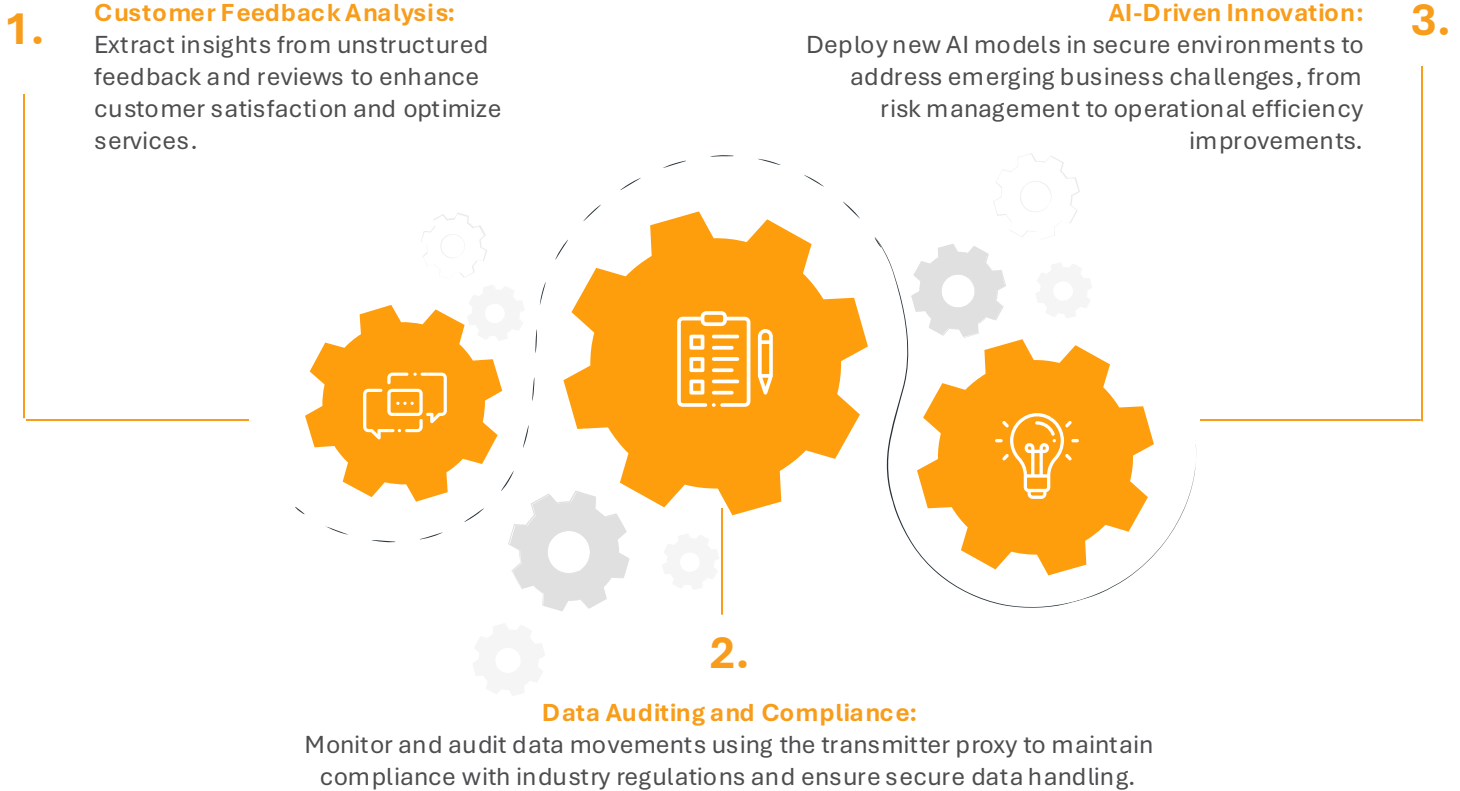 1.
Customer Feedback Analysis:
Extract insights from unstructured
feedback and reviews to enhance
customer satisfaction and optimize
services.
2.
Data Auditing and Compliance:
Monitor and audit data movements using the transmitter proxy to maintain
compliance with industry regulations and ensure secure data handling.
3.
AI-Driven Innovation:
Deploy new AI models in secure environments to
address emerging business challenges, from
risk management to operational efficiency
improvements.